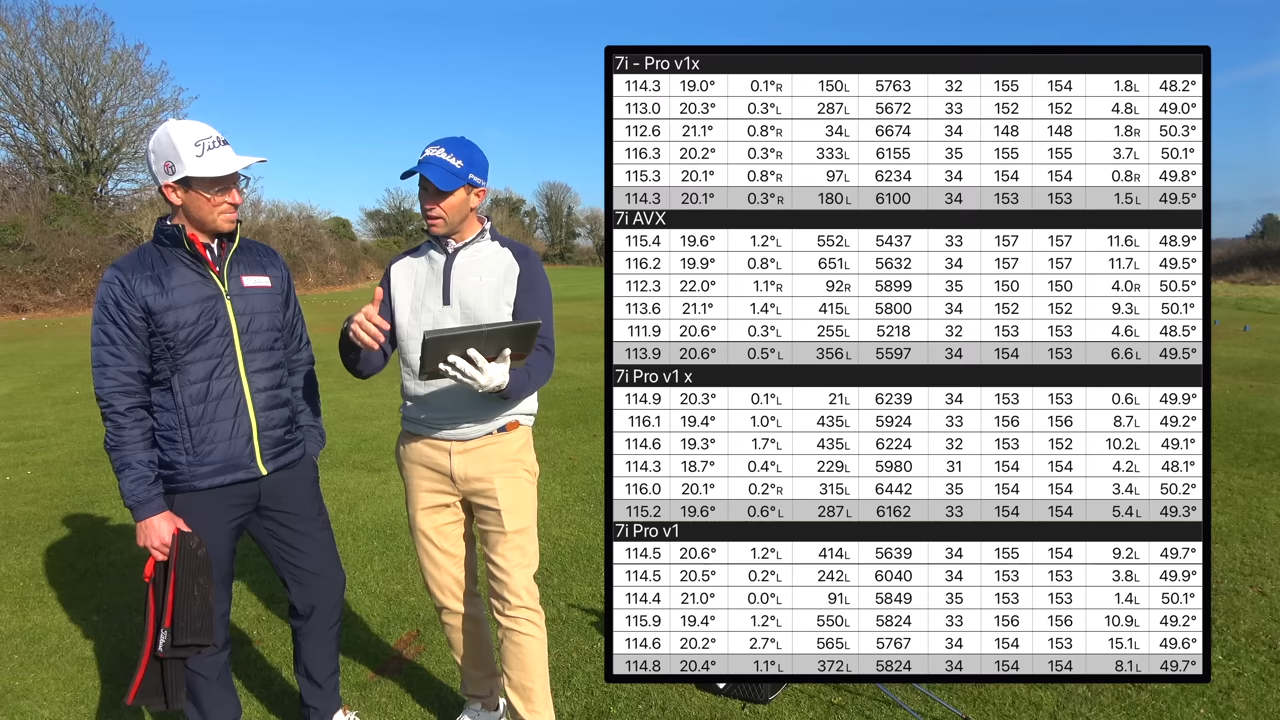 Titleist
Titleist
PRO V1
7i - Pro v1x
114.3 19.0° 0.1°R 150L 5763 32 155 154 1.8L 48.2°
113.0 20.3° 0.3°L 287L 5672 33 152 152 4.8L 49.0°
112.6 21.1° 0.8°R 34L 6674 34 148 148 1.8R 50.3°
116.3 20.2° 0.3°R 333L 6155 35 155 155 3.7L 50.1°
115.3 20.1° 0.8°R 97L 6234 34 155 154 0.8R 49.8°
114.3 20.1° 0.3°R 180L 6100 34 153 153 1.5L 49.5°
7i AVX
115.4 19.6° 1.2°L 552L 5437 33 157 157 11.6L 48.9°
116.2 19.9° 0.8°L 651L 5632 34 157 157 11.7L 49.5°
112.3 22.0° 1.1°R 92R 5899 35 150 150 4.0R 50.5°
113.6 21.1° 1.4°L 415L 5800 34 152 152 9.3L 50.1°
111.9 20.6° 0.3°L 255L 5218 32 153 153 4.6L 48.5°
113.9 20.6° 0.5°L 356L 5597 34 154 153 6.6L 49.5°
7i Pro v1 x
114.9 20.3° 0.1°L 21L 6239 34 153 153 0.6L 49.9°
116.1 19.4° 1.0°L 435L 5924 33 156 156 8.7L 49.2°
114.6 19.3° 1.7°L 435L 6224 32 153 152 10.2L 49.1°
114.3 18.7° 0.4°L 229L 5980 31 154 154 4.2L 48.1°
116.0 20.1° 0.2°R 315L 6442 35 154 154 3.4L 50.2°
115.2 19.6° 0.6°L 287L 6162 33 154 154 5.4L 49.3°
7i Pro v1
114.5 20.6° 1.2°L 414L 5639 34 155 154 9.2L 49.7°
114.5 20.5° 0.2°L 242L 6040 34 153 153 3.8L 49.9°
114.4 21.0° 0.0°L 91L 5849 35 153 153 1.4L 50.1°
115.9 19.4° 1.2°L 550L 5824 33 156 156 10.9L 49.2°
114.6 20.2° 2.7°L 565L 5767 34 154 153 15.1L 49.6°
114.8 20.4° 1.1°L 372L 5824 34 154 154 8.1L 49.7°